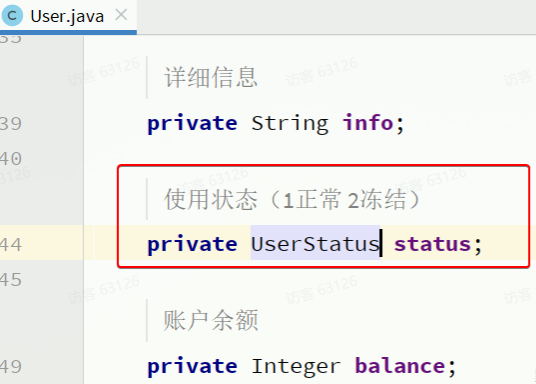 User.java
35
访客 63126
访客 63126
访客
详细信息
39 private String info;
40
63126
访客 63126
访客
使用状态（1正常 2冻结）
44 private UserStatus status;
45
访客 63126
访客 63126
账户余额
49 private Integer balance;